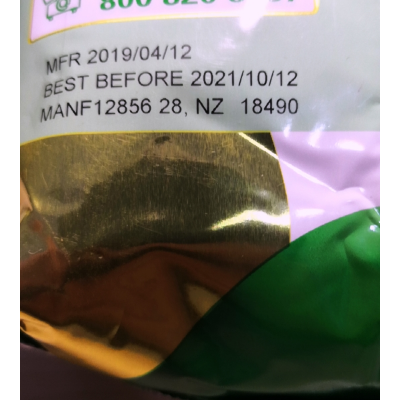 MFR 2019/04/12
BEST BEFORE 2021/10/12
MANF12856 28, NZ 18490